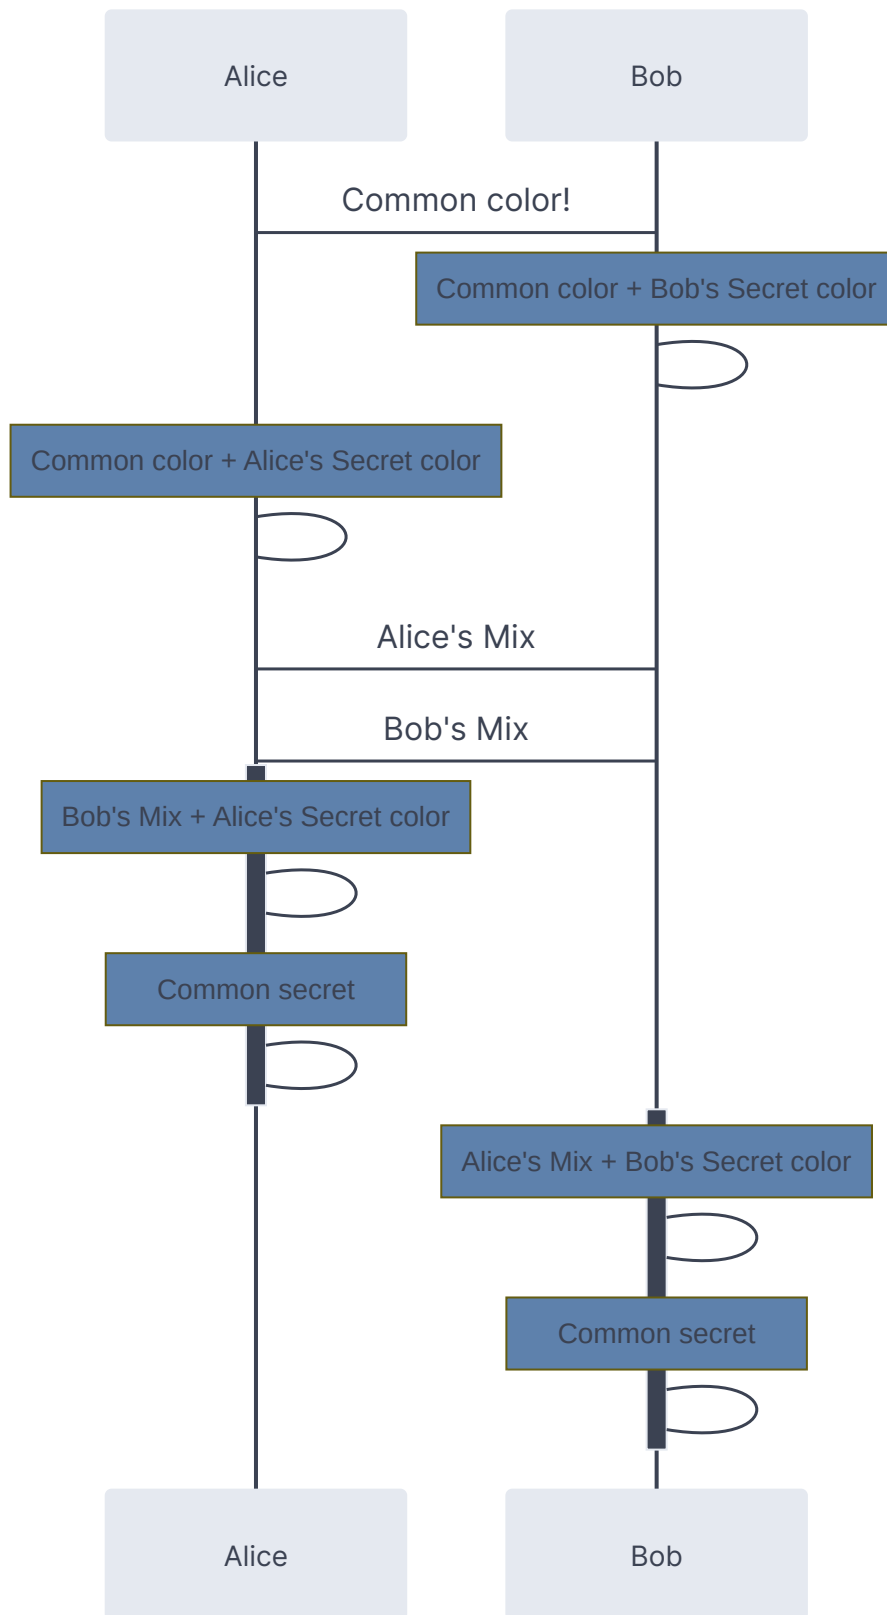 Alice
Bob
Common color!
Common color + Bob's Secret color
Common color + Alice's Secret color
Alice's Mix
Bob's Mix
Bob's Mix + Alice's Secret color
Common secret
Alice's Mix + Bob's Secret color
Common secret
Alice
Bob